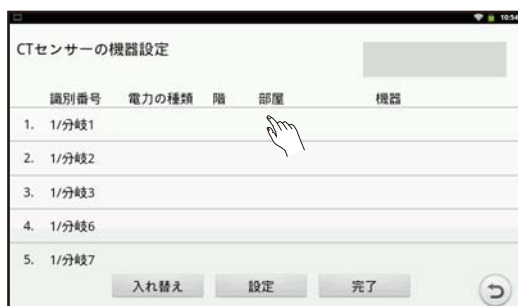 10:54
CTセンサーの機器設定
識別番号 電力の種類 階 部屋 機器
1. 1/分岐1
2. 1/分岐2
3. 1/分岐3
4. 1/分岐6
5. 1/分岐7
入れ替え 設定 完了